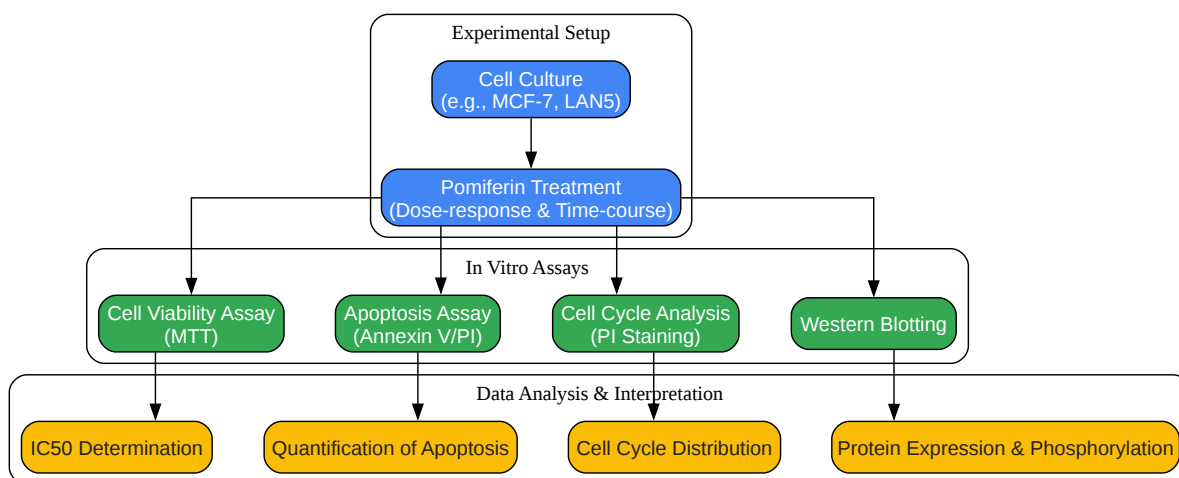 Experimental Setup
Cell Culture
(e.g., MCF-7, LAN5)
Pomiferin Treatment
(Dose-response & Time-course)
In Vitro Assays
Cell Viability Assay
(MTT)
Apoptosis Assay
(Annexin V/PI)
Cell Cycle Analysis
(PI Staining)
Western Blotting
Data Analysis & Interpretation
IC50 Determination
Quantification of Apoptosis
Cell Cycle Distribution
Protein Expression & Phosphorylation